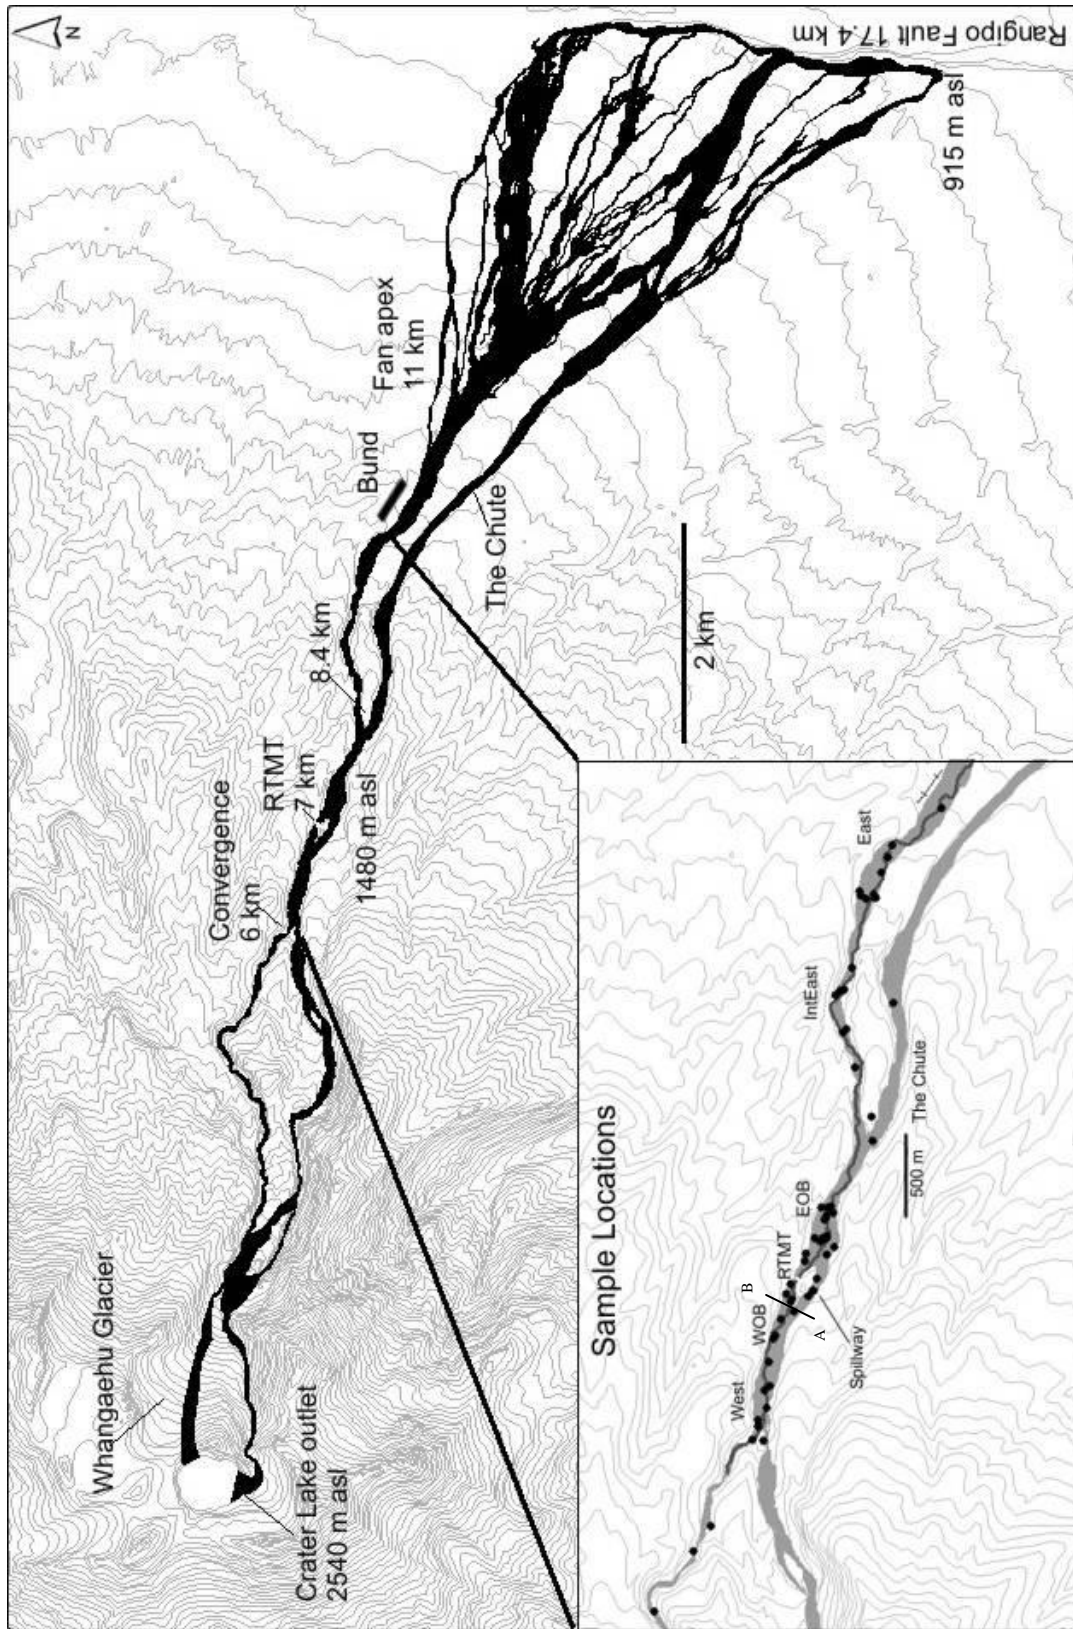 N
Whangaehu Glacier
Crater Lake outlet
2540 m asl
Convergence
6 km
RTMT
7 km
1480 m asl
8.4 km
Bund
The Chute
Fan apex
11 km
Rangipo Fault 17.4 km
915 m asl
2 km
Sample Locations
West
WOB
B
A
RTMT
EOB
Spillway
IntEast
East
The Chute
500 m